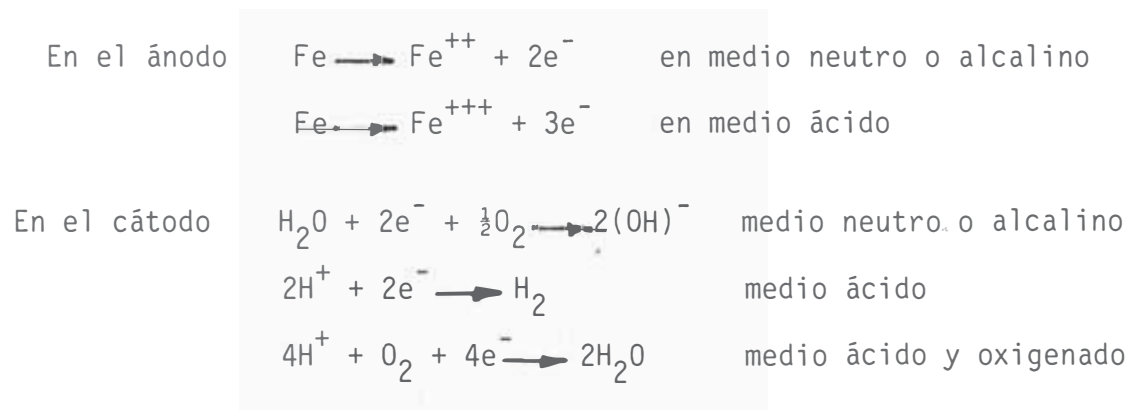 En el ánodo Fe → Fe⁺⁺ + 2e⁻ en medio neutro o alcalino
Fe → Fe⁺⁺⁺ + 3e⁻ en medio ácido
En el cátodo H₂O + 2e⁻ + ½O₂ → 2(OH)⁻ medio neutro o alcalino
2H⁺ + 2e⁻ → H₂ medio ácido
4H⁺ + O₂ + 4e⁻ → 2H₂O medio ácido y oxigenado